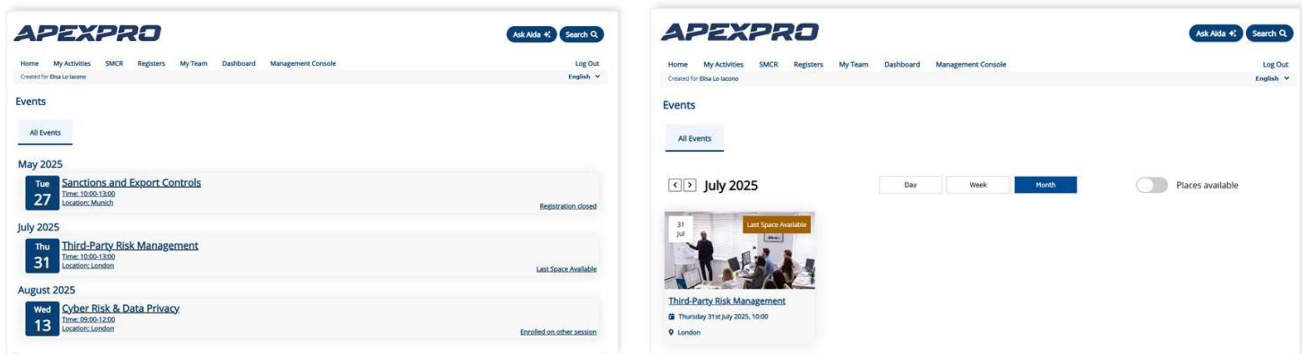 APEXPRO
Ask Aida
Search
Home My Activities SMCR Registers My Team Dashboard Management Console Log Out
Created for Elisa Lo Iacono English
Events
All Events
May 2025
Tue 27
Sanctions and Export Controls
Time: 10:00-13:00
Location: Munich
Registration closed
July 2025
Thu 31
Third-Party Risk Management
Time: 10:00-13:00
Location: London
Last Space Available
August 2025
Wed 13
Cyber Risk & Data Privacy
Time: 09:00-12:00
Location: London
Enrolled on other session
APEXPRO
Ask Aida
Search
Home My Activities SMCR Registers My Team Dashboard Management Console Log Out
Created for Elisa Lo Iacono English
Events
All Events
< > July 2025
Day Week Month
Places available
31 Jul
Last Space Available
Third-Party Risk Management
Thursday 31st July 2025, 10:00
London